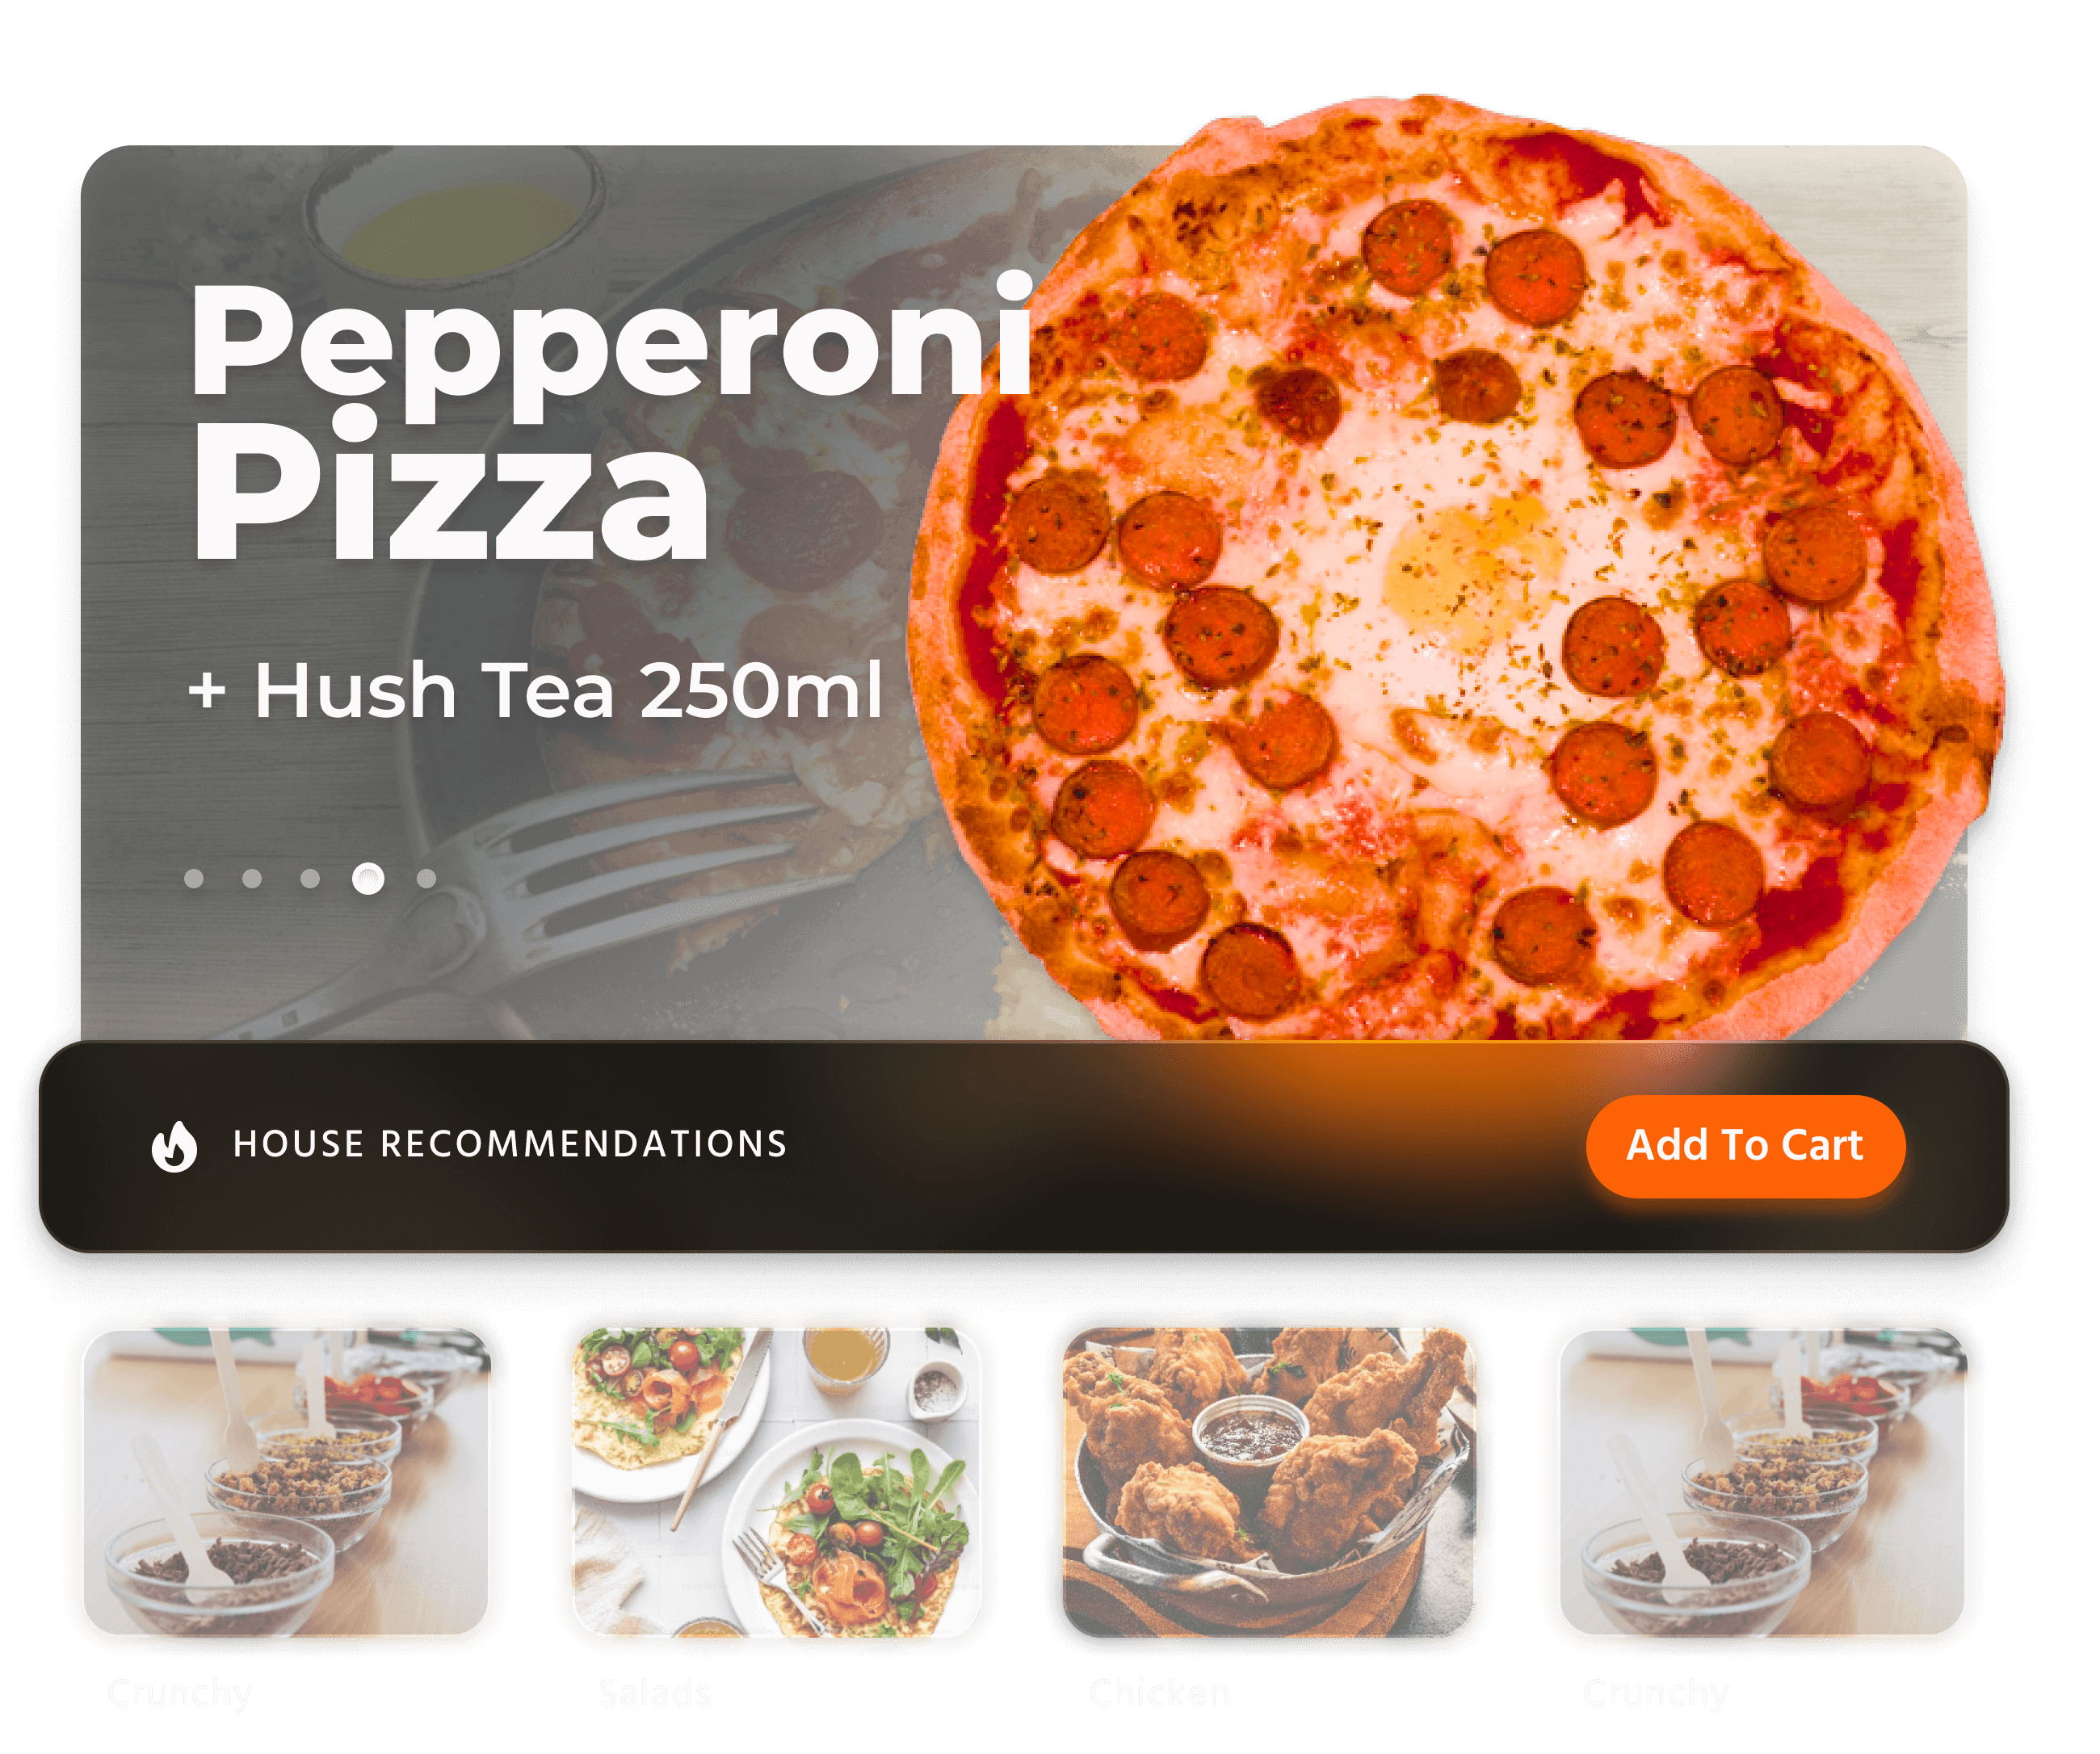 Pepperoni
Pizza
+ Hush Tea 250ml
HOUSE RECOMMENDATIONS
Add To Cart
Crunchy
Salads
Chicken
Crunchy